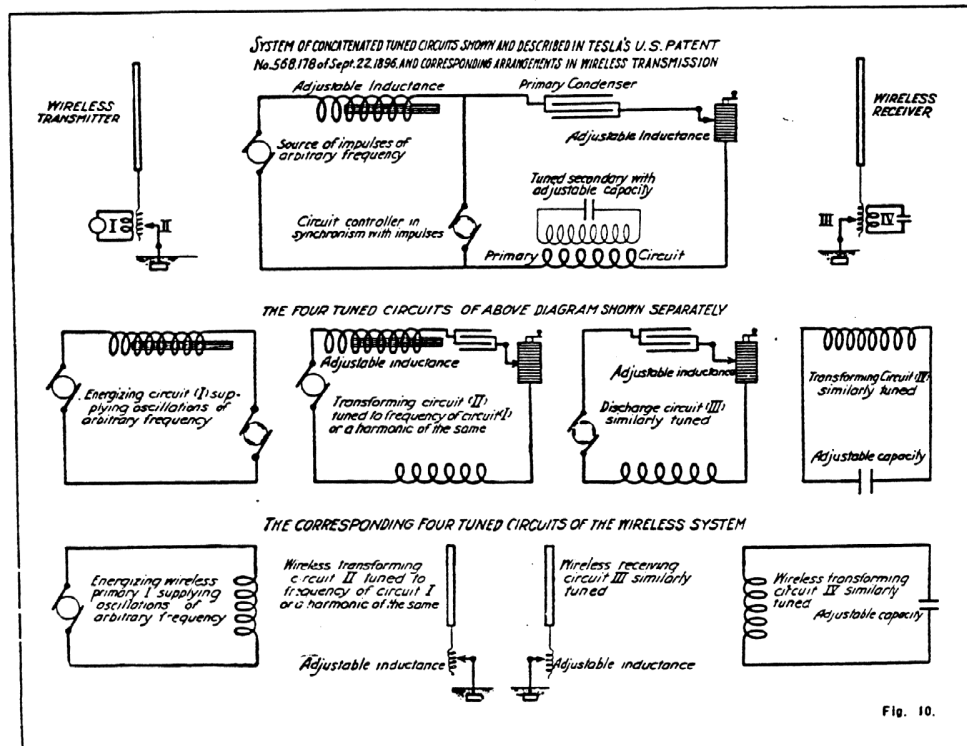 SYSTEM OF CONCATENATED TUNED CIRCUITS SHOWN AND DESCRIBED IN TESLA'S U.S. PATENT
No. 568,178 of Sept. 22, 1896, AND CORRESPONDING ARRANGEMENTS IN WIRELESS TRANSMISSION
WIRELESS
TRANSMITTER
Adjustable Inductance
Primary Condenser
WIRELESS
RECEIVER
Source of impulses of
arbitrary frequency
Adjustable Inductance
Tuned secondary with
adjustable capacity
I
II
Circuit controller in
synchronism with impulses
III
IV
Primary
Circuit
THE FOUR TUNED CIRCUITS OF ABOVE DIAGRAM SHOWN SEPARATELY
Energizing circuit (I) sup-
plying oscillations of
arbitrary frequency
Adjustable inductance
Transforming circuit (II)
tuned to frequency of circuit (I)
or a harmonic of the same
Adjustable inductance
Discharge circuit (III)
similarly tuned
Transforming Circuit (IV)
similarly tuned
Adjustable capacity
THE CORRESPONDING FOUR TUNED CIRCUITS OF THE WIRELESS SYSTEM
Energizing wireless
primary I supplying
oscillations of
arbitrary frequency
Wireless transforming
circuit II tuned to
frequency of circuit I
or a harmonic of the same
Adjustable inductance
Wireless receiving
circuit III similarly
tuned
Adjustable inductance
Wireless transforming
circuit IV similarly
tuned
Adjustable capacity
Fig. 10.